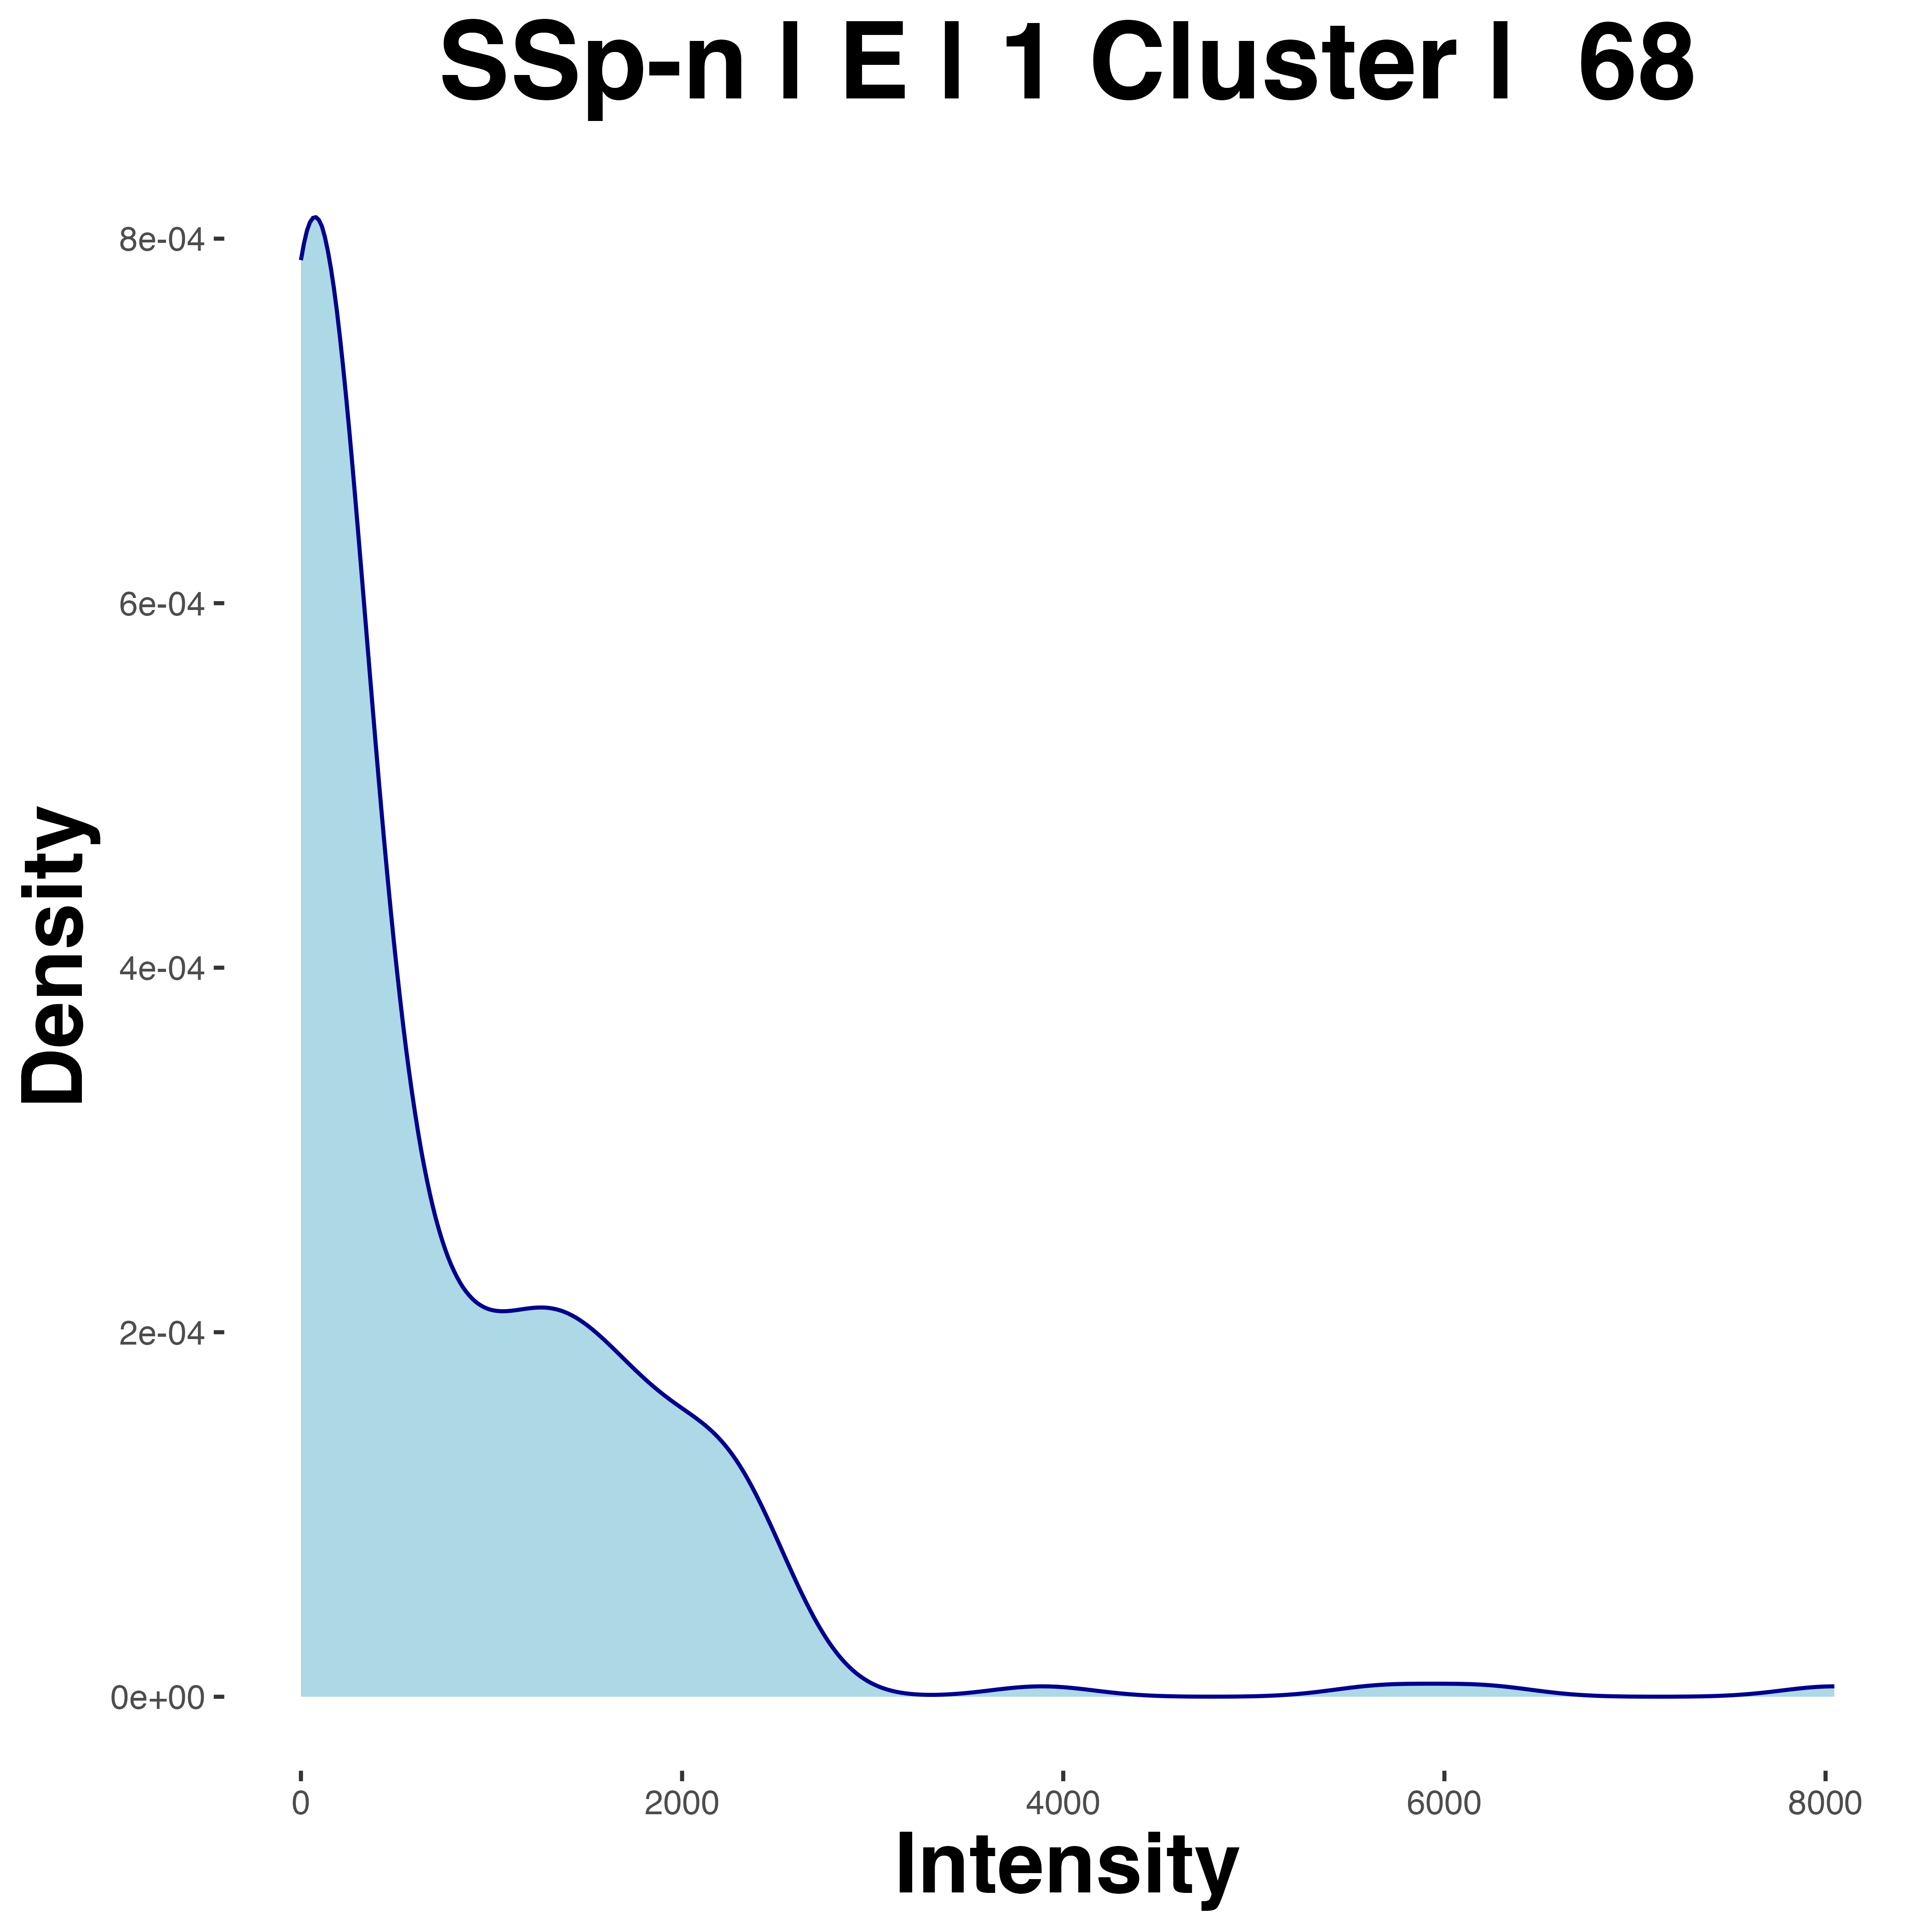 SSp-n | E | 1 Cluster |  68
8e-04
6e-04
4e-04
2e-04
0e+00
Density
0 2000 4000 6000 8000
Intensity